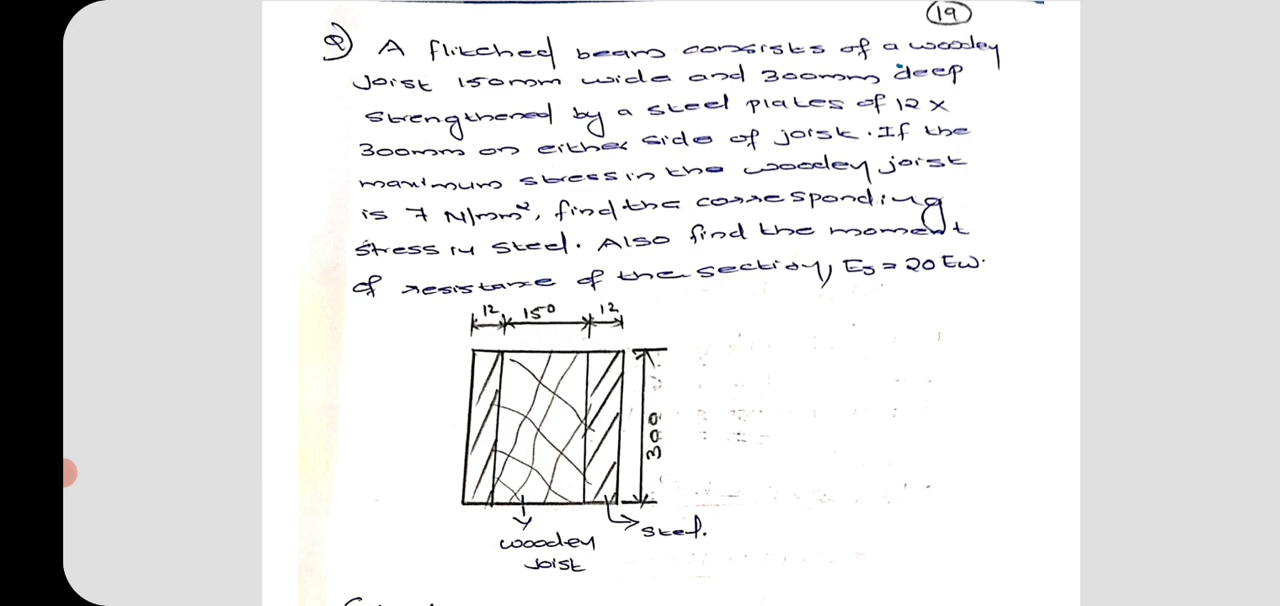 19
Q) A flitched beam consists of a wooden
Joist 150mm wide and 300mm deep
strengthened by a steel plates of 12 x
300mm on either side of joist. If the
maximum stress in the wooden joist
is 7 N/mm², find the corresponding
stress in steel. Also find the moment
of resistance of the section, Es = 20 Ew.
12 150 12
300
steel.
wooden
Joist